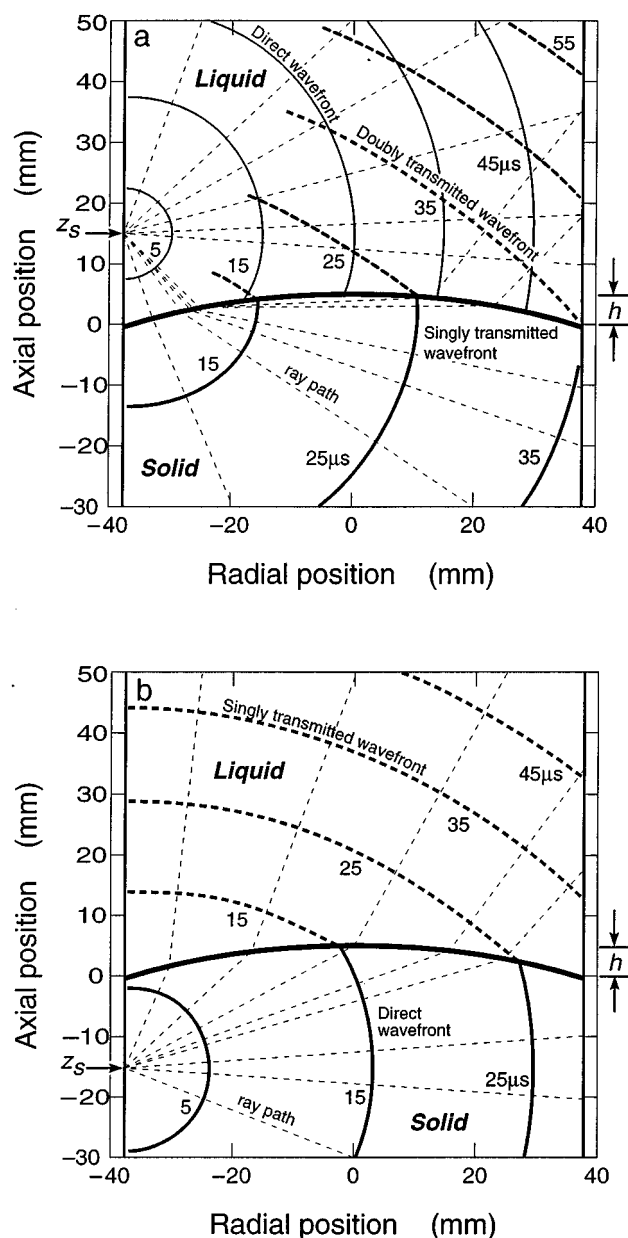 a
50
40
30
20
10
0
−10
−20
−30
−40
−20
0
20
40
Axial position (mm)
Radial position (mm)
zS
Liquid
Direct wavefront
Doubly transmitted wavefront
55
45μs
35
5
15
25
h
Singly transmitted
wavefront
15
ray path
Solid
25μs
35
b
50
40
30
20
10
0
−10
−20
−30
−40
−20
0
20
40
Axial position (mm)
Radial position (mm)
zS
Singly transmitted wavefront
Liquid
45μs
35
25
15
h
Direct
wavefront
5
15
25μs
ray path
Solid